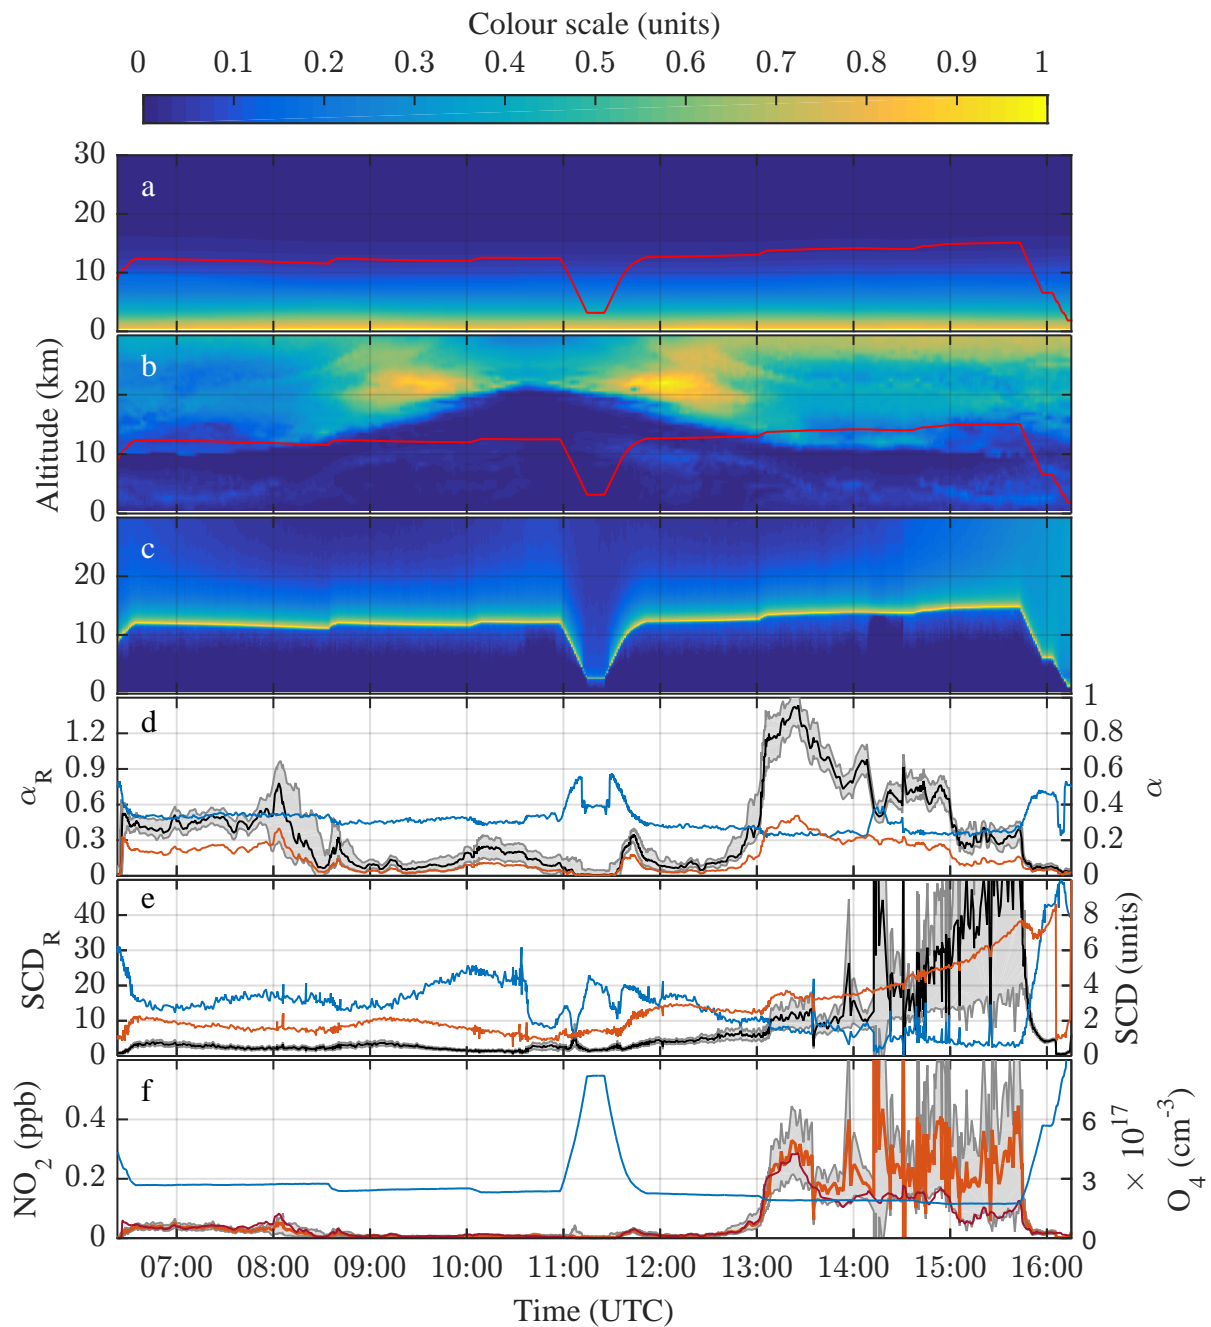 Colour scale (units)
0 0.1 0.2 0.3 0.4 0.5 0.6 0.7 0.8 0.9 1
a
30
20
10
0
b
30
20
10
0
Altitude (km)
c
20
10
0
d
1.2
0.9
0.6
0.3
0
α_R
1
0.8
0.6
0.4
0.2
0
α
e
40
30
20
10
0
SCD_R
8
6
4
2
0
SCD (units)
f
0.4
0.2
0
NO_2 (ppb)
6
3
0
× 10^17
O_4 (cm^-3)
07:00 08:00 09:00 10:00 11:00 12:00 13:00 14:00 15:00 16:00
Time (UTC)